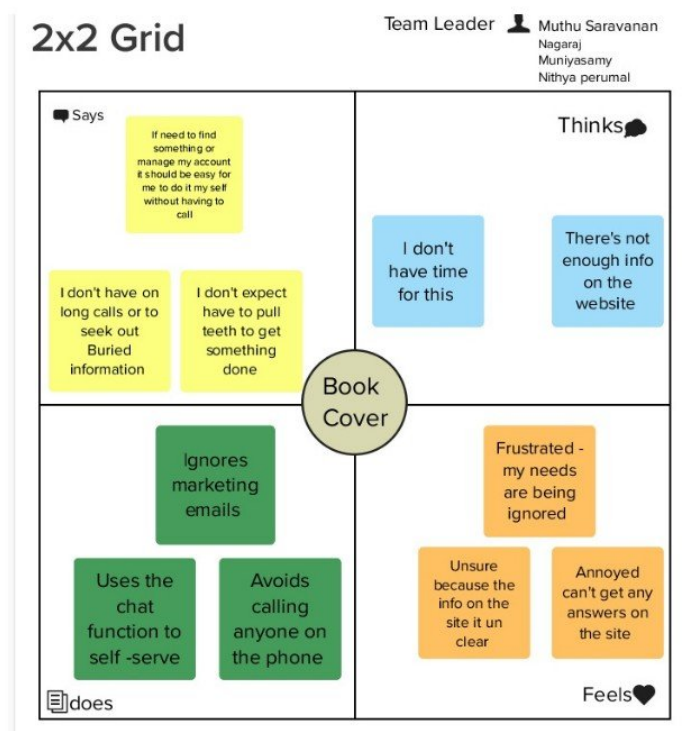 2x2 Grid
Team Leader
Muthu Saravanan
Nagaraj
Muniyasamy
Nithya perumal
Says
If need to find
something or
manage my account
it should be easy for
me to do it my self
without having to
call
I don't have on
long calls or to
seek out
Buried
information
I don't expect
have to pull
teeth to get
something
done
Thinks
I don't
have time
for this
There's not
enough info
on the
website
Book
Cover
Ignores
marketing
emails
Uses the
chat
function to
self -serve
Avoids
calling
anyone on
the phone
does
Frustrated -
my needs
are being
ignored
Unsure
because the
info on the
site it un
clear
Annoyed
can't get any
answers on
the site
Feels